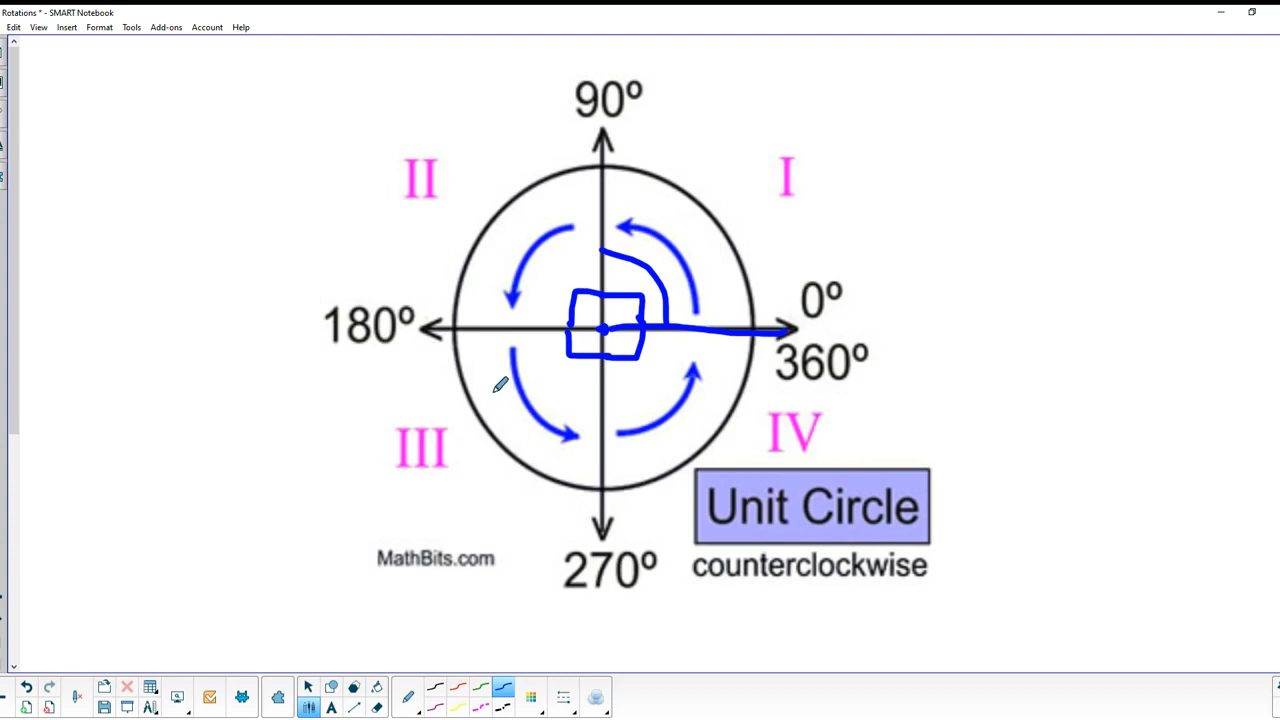 Rotations * - SMART Notebook
Edit View Insert Format Tools Add-ons Account Help
90º
II
I
180º
0º
360º
III
IV
Unit Circle
MathBits.com
270º
counterclockwise